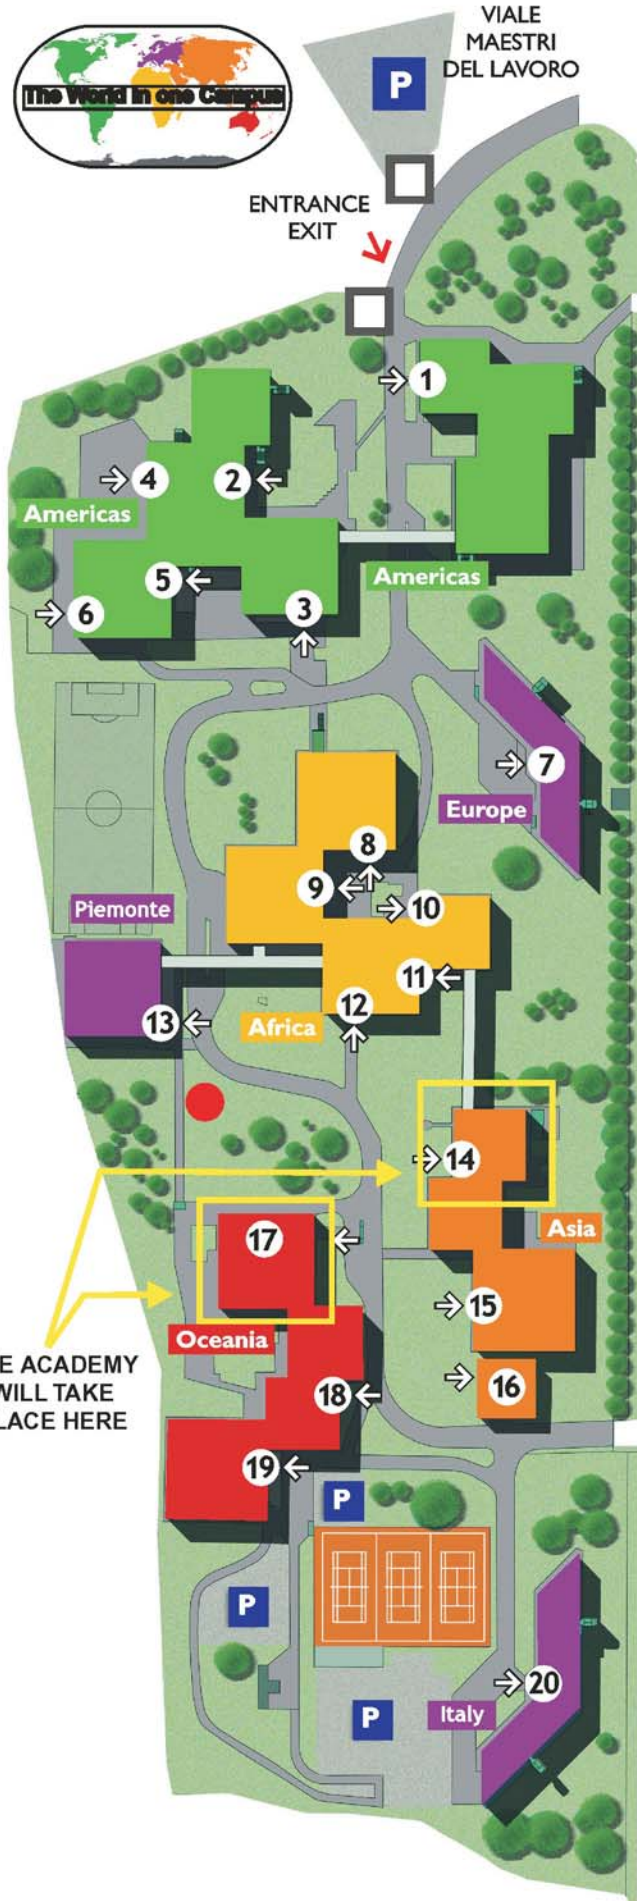 VIALE
MAESTRI
DEL LAVORO
P
The World in one Campus
ENTRANCE
EXIT
1
4
2
Americas
5
Americas
6
3
7
Europe
8
9
10
Piemonte
11
12
13
Africa
14
17
Asia
15
Oceania
E ACADEMY
WILL TAKE
LACE HERE
16
18
19
P
P
20
P
Italy